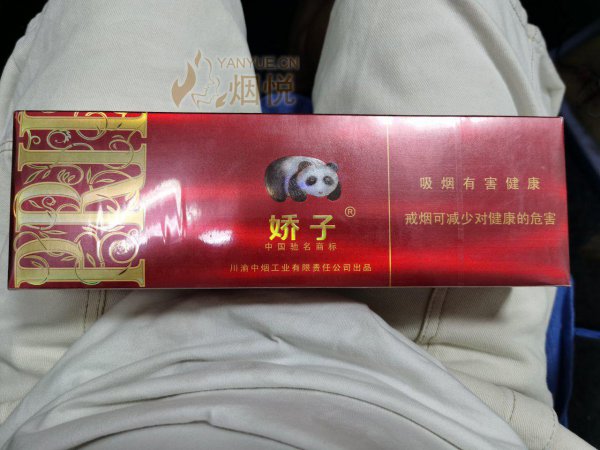 YANYUE.CN
烟悦
PRIDE
娇子®
中国驰名商标
川渝中烟工业有限责任公司出品
吸烟有害健康
戒烟可减少对健康的危害